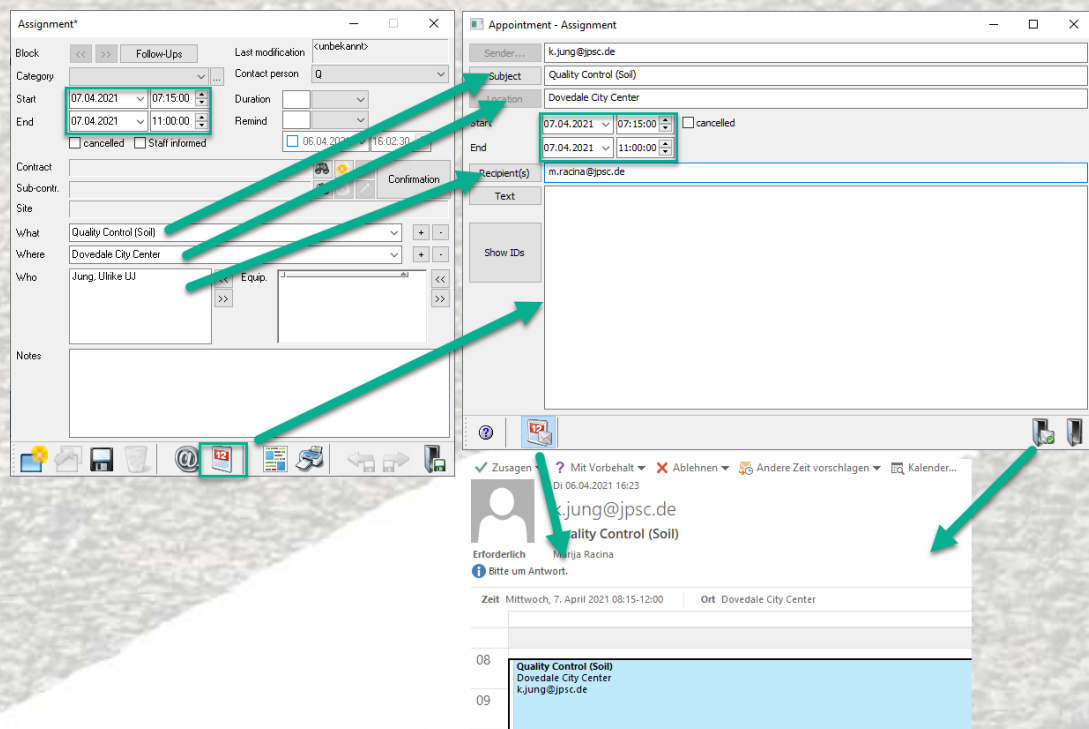 Assignment*
Block << >> Follow-Ups Last modification <unbekannt>
Category ... Contact person Q
Start 07.04.2021 07:15:00 Duration
End 07.04.2021 11:00:00 Remind
cancelled Staff informed 16:02:30
Contract
Sub-contr. Confirmation
Site
What Quality Control (Soil) + -
Where Dovedale City Center + -
Who Jung, Ulrike UJ << Equip. <<
>> >>
Notes
@ 12
Appointment - Assignment
Sender... k.jung@jpsc.de
Subject Quality Control (Soil)
Location Dovedale City Center
Start 07.04.2021 07:15:00 cancelled
End 07.04.2021 11:00:00
Recipient(s) m.racina@jpsc.de
Text
Show IDs
? 12
Zusagen ? Mit Vorbehalt Ablehnen Andere Zeit vorschlagen Kalender...
Di 06.04.2021 16:23
k.jung@jpsc.de
Quality Control (Soil)
Erforderlich Marija Racina
Bitte um Antwort.
Zeit Mittwoch, 7. April 2021 08:15-12:00 Ort Dovedale City Center
08 Quality Control (Soil)
Dovedale City Center
k.jung@jpsc.de
09